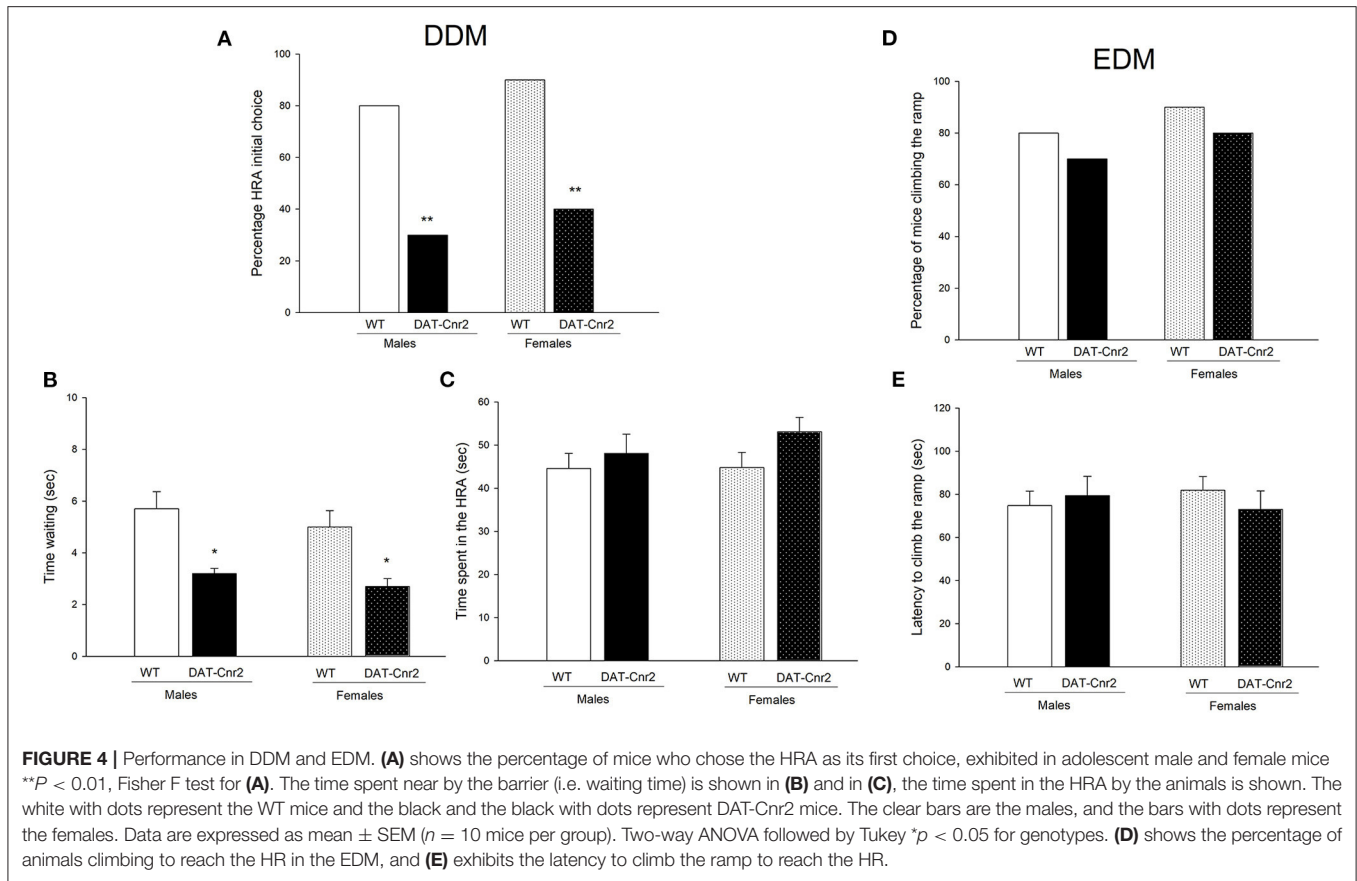 (A)
DDM
Percentage HRA initial choice
100
80
60
40
20
0
**
**
WT DAT-Cnr2 WT DAT-Cnr2
Males Females
(D)
EDM
Percentage of mice climbing the ramp
100
80
60
40
20
0
WT DAT-Cnr2 WT DAT-Cnr2
Males Females
B
Time waiting (sec)
10
8
6
4
2
0
*
*
WT DAT-Cnr2 WT DAT-Cnr2
Males Females
C
Time spent in the HRA (sec)
60
50
40
30
20
10
0
WT DAT-Cnr2 WT DAT-Cnr2
Males Females
E
Latency to climb the ramp (sec)
120
100
80
60
40
20
0
WT DAT-Cnr2 WT DAT-Cnr2
Males Females
FIGURE 4 | Performance in DDM and EDM. (A) shows the percentage of mice who chose the HRA as its first choice, exhibited in adolescent male and female mice
**P < 0.01, Fisher F test for (A). The time spent near by the barrier (i.e. waiting time) is shown in (B) and in (C), the time spent in the HRA by the animals is shown. The
white with dots represent the WT mice and the black and the black with dots represent DAT-Cnr2 mice. The clear bars are the males, and the bars with dots represent
the females. Data are expressed as mean ± SEM (n = 10 mice per group). Two-way ANOVA followed by Tukey *p < 0.05 for genotypes. (D) shows the percentage of
animals climbing to reach the HR in the EDM, and (E) exhibits the latency to climb the ramp to reach the HR.